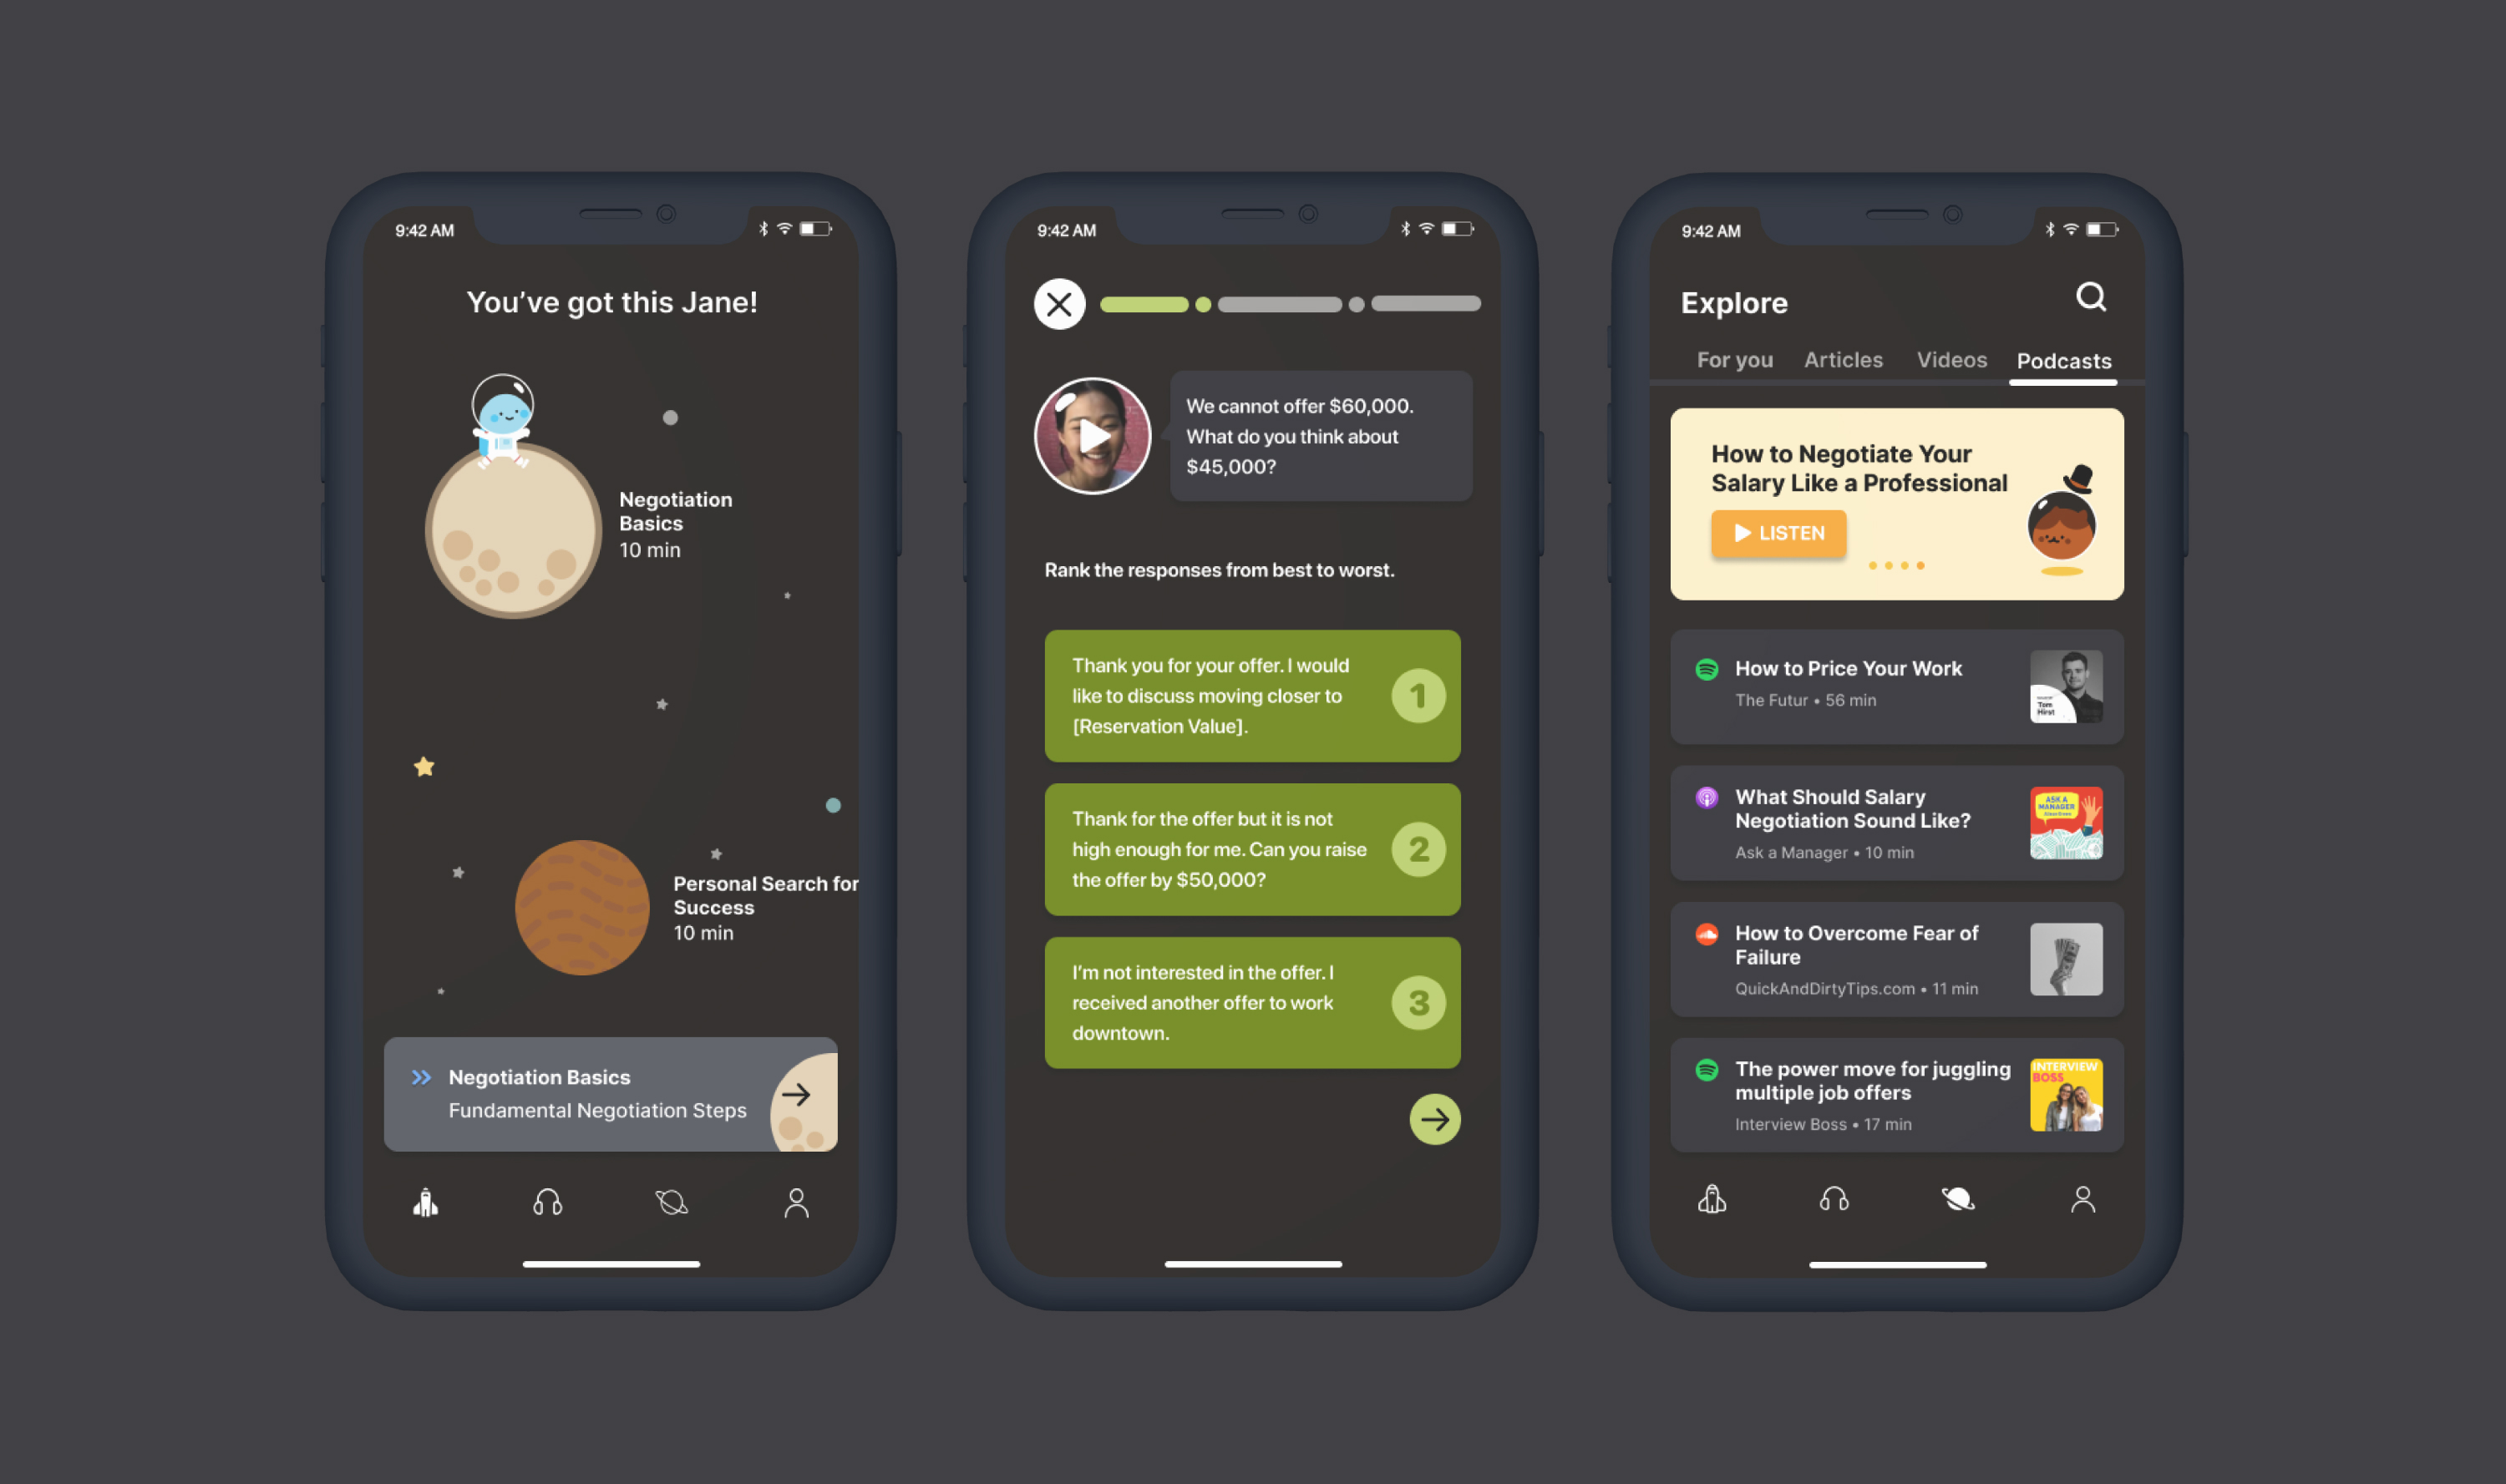 9:42 AM
You've got this Jane!
Negotiation
Basics
10 min
Personal Search for
Success
10 min
Negotiation Basics
Fundamental Negotiation Steps
9:42 AM
We cannot offer $60,000.
What do you think about
$45,000?
Rank the responses from best to worst.
Thank you for your offer. I would
like to discuss moving closer to
[Reservation Value].
1
Thank for the offer but it is not
high enough for me. Can you raise
the offer by $50,000?
2
I'm not interested in the offer. I
received another offer to work
downtown.
3
9:42 AM
Explore
For you Articles Videos Podcasts
How to Negotiate Your
Salary Like a Professional
LISTEN
How to Price Your Work
The Futur • 56 min
Tom
Hirst
What Should Salary
Negotiation Sound Like?
Ask a Manager • 10 min
ASK A
MANAGER
How to Overcome Fear of
Failure
QuickAndDirtyTips.com • 11 min
The power move for juggling
multiple job offers
Interview Boss • 17 min
INTERVIEW
BOSS